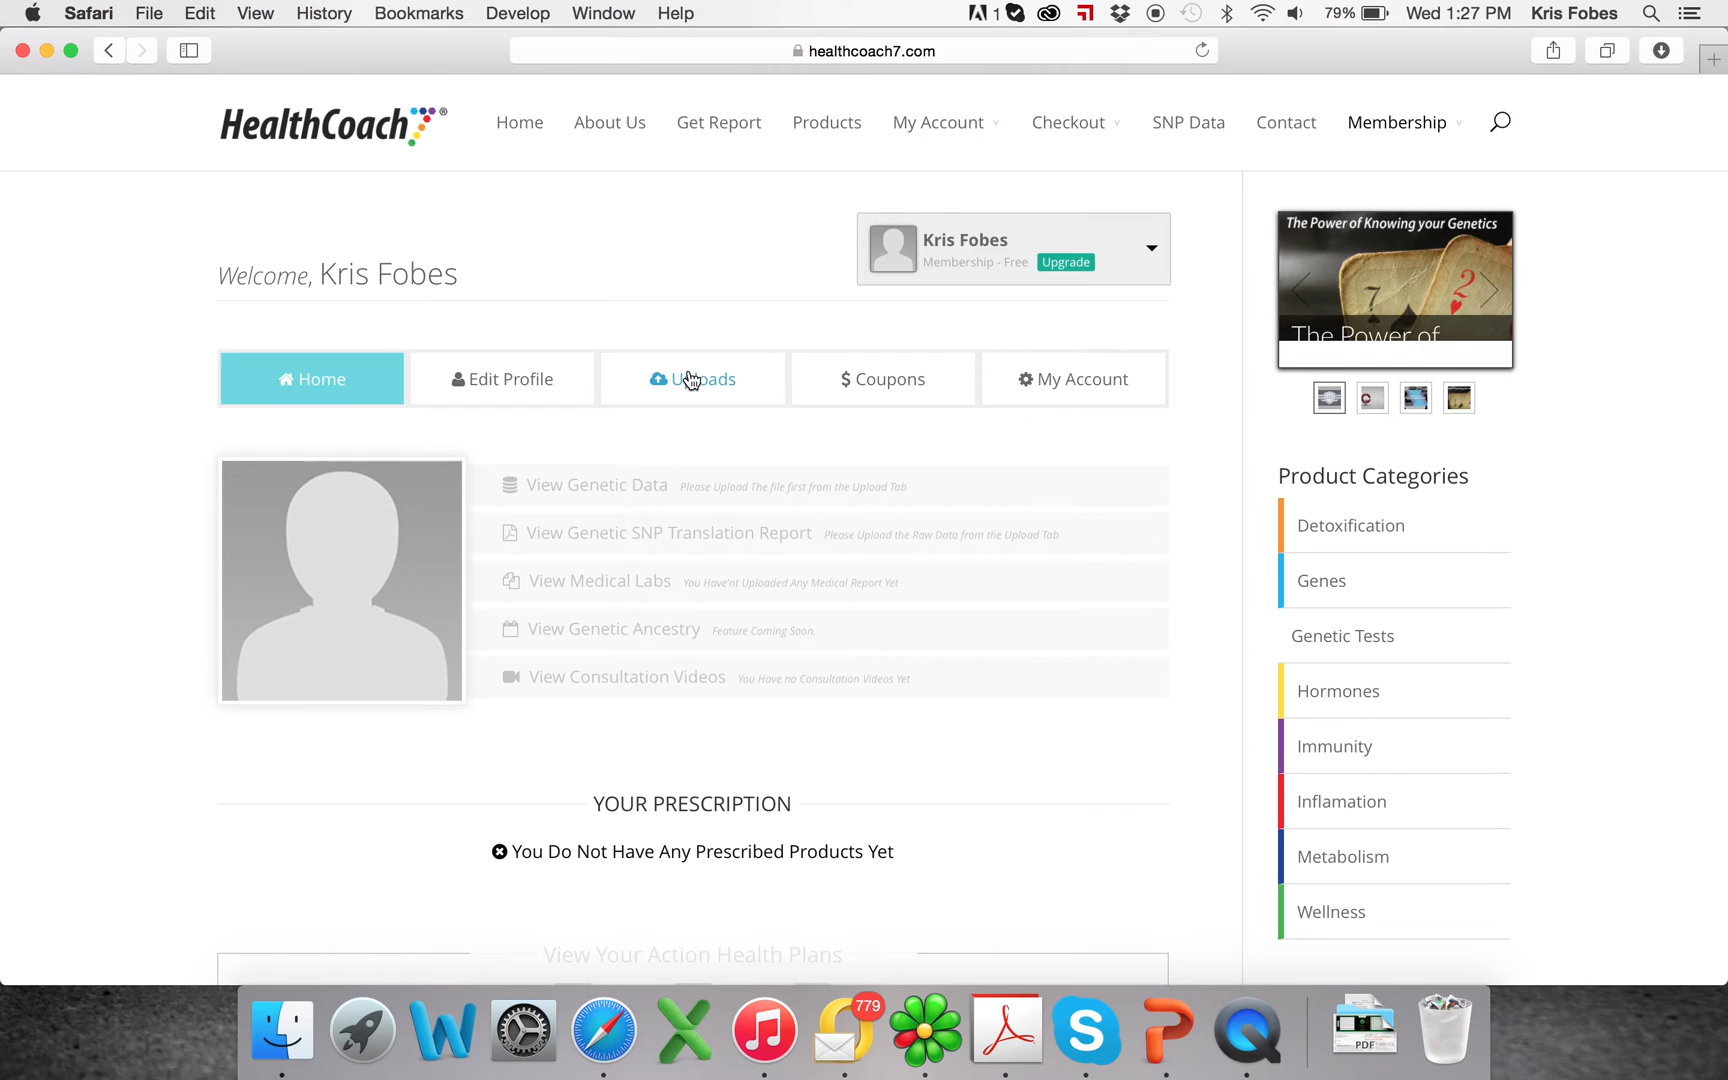 Safari File Edit View History Bookmarks Develop Window Help 1 79% Wed 1:27 PM Kris Fobes
healthcoach7.com
HealthCoach7® Home About Us Get Report Products My Account Checkout SNP Data Contact Membership
Kris Fobes
Membership - Free Upgrade
Welcome, Kris Fobes
The Power of Knowing your Genetics
7 2
The Power of
Home Edit Profile Uploads $ Coupons My Account
View Genetic Data Please Upload The file first from the Upload Tab
View Genetic SNP Translation Report Please Upload the Raw Data from the Upload Tab
View Medical Labs You Have'nt Uploaded Any Medical Report Yet
View Genetic Ancestry Feature Coming Soon.
View Consultation Videos You Have no Consultation Videos Yet
YOUR PRESCRIPTION
You Do Not Have Any Prescribed Products Yet
View Your Action Health Plans
Product Categories
Detoxification
Genes
Genetic Tests
Hormones
Immunity
Inflamation
Metabolism
Wellness
779
PDF